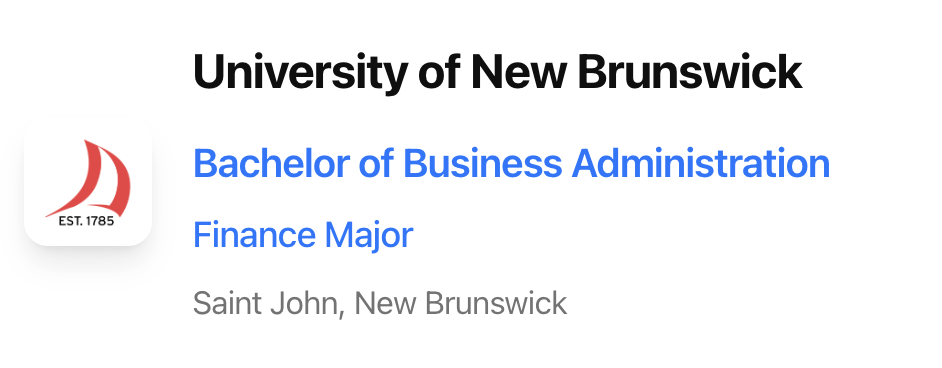 University of New Brunswick
Bachelor of Business Administration
EST. 1785
Finance Major
Saint John, New Brunswick